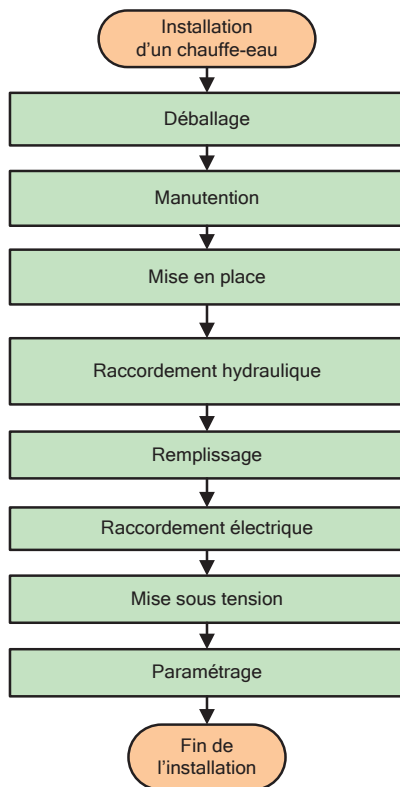 Installation
d'un chauffe-eau
Déballage
Manutention
Mise en place
Raccordement hydraulique
Remplissage
Raccordement électrique
Mise sous tension
Paramétrage
Fin de
l'installation